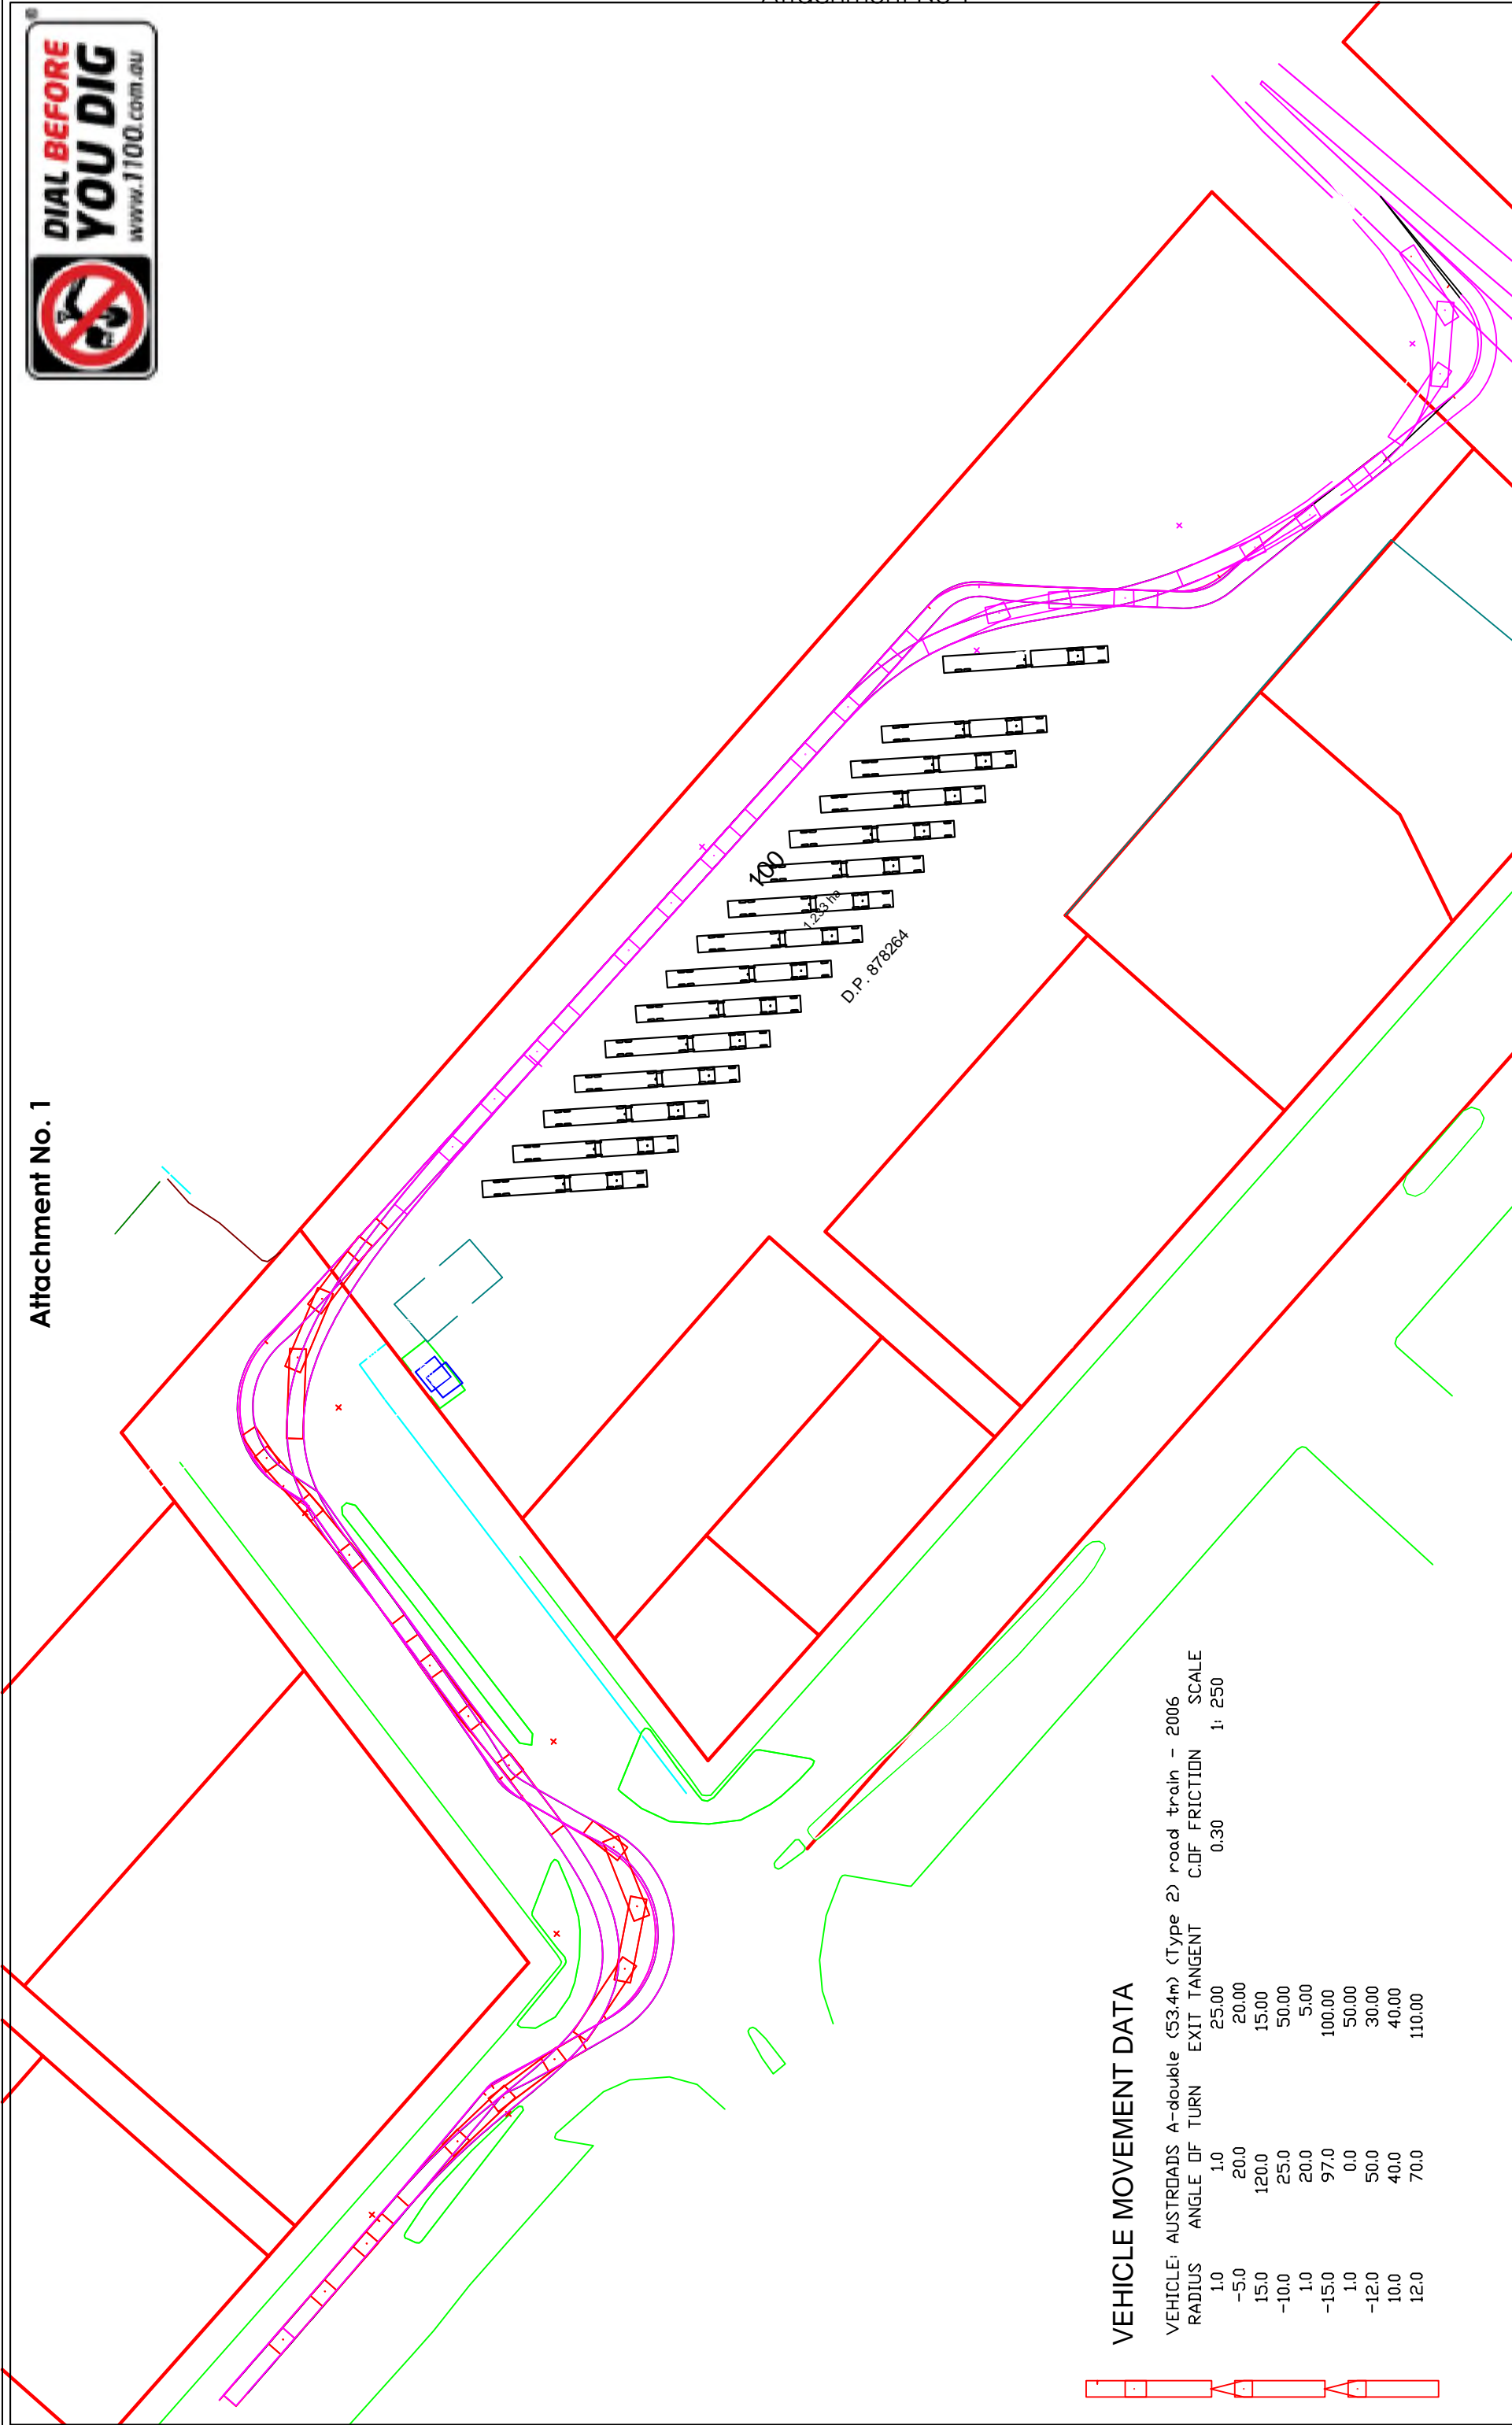 Attachment No. 1
DIAL BEFORE
YOU DIG
www.1100.com.au
®
100
1.233 ha
D.P. 878264
VEHICLE MOVEMENT DATA
VEHICLE: AUSTROADS A-double (53.4m) (Type 2) road train - 2006
RADIUS ANGLE OF TURN EXIT TANGENT C.OF FRICTION SCALE
1.0 1.0 25.00 0.30 1: 250
-5.0 20.0 20.00
15.0 120.0 15.00
-10.0 25.0 50.00
1.0 20.0 5.00
-15.0 97.0 100.00
1.0 0.0 50.00
-12.0 50.0 30.00
10.0 40.0 40.00
12.0 70.0 110.00